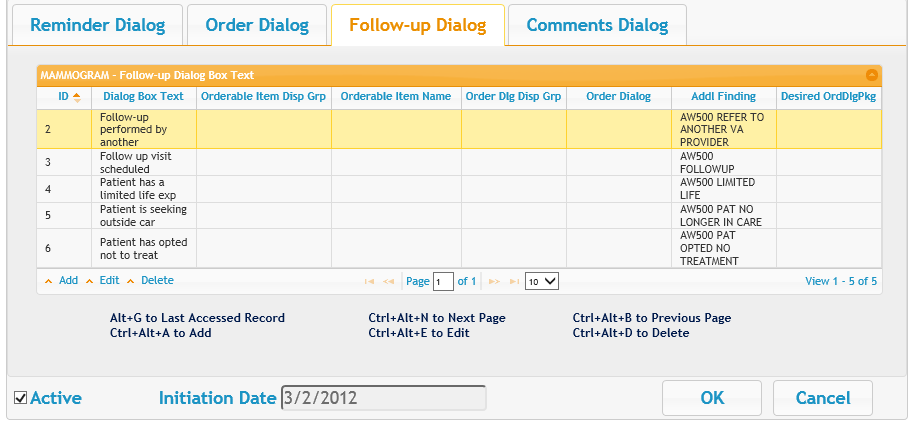 Reminder Dialog Order Dialog Follow-up Dialog Comments Dialog
MAMMOGRAM - Follow-up Dialog Box Text
ID Dialog Box Text Orderable Item Disp Grp Orderable Item Name Order Dlg Disp Grp Order Dialog Addl Finding Desired OrdDlgPkg
2 Follow-up performed by another AW500 REFER TO ANOTHER VA PROVIDER
3 Follow up visit scheduled AW500 FOLLOWUP
4 Patient has a limited life exp AW500 LIMITED LIFE
5 Patient is seeking outside car AW500 PAT NO LONGER IN CARE
6 Patient has opted not to treat AW500 PAT OPTED NO TREATMENT
Add Edit Delete Page 1 of 1 10 View 1 - 5 of 5
Alt+G to Last Accessed Record Ctrl+Alt+N to Next Page Ctrl+Alt+B to Previous Page
Ctrl+Alt+A to Add Ctrl+Alt+E to Edit Ctrl+Alt+D to Delete
Active Initiation Date 3/2/2012 OK Cancel